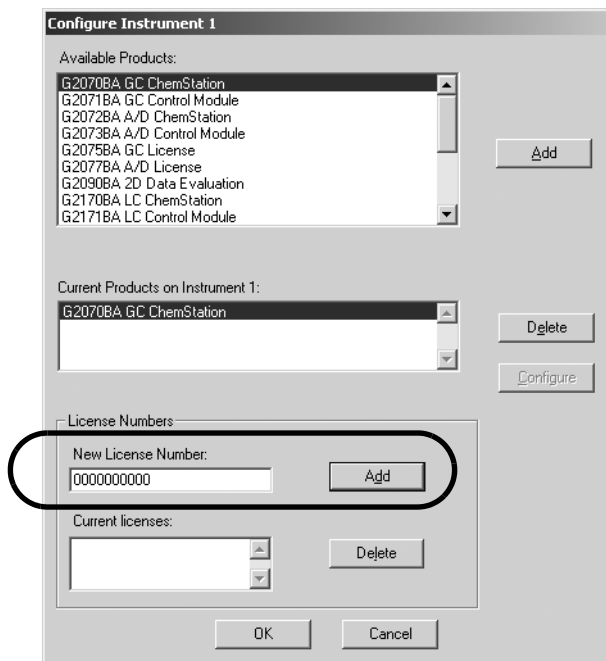 Configure Instrument 1
Available Products:
G2070BA GC ChemStation
G2071BA GC Control Module
G2072BA A/D ChemStation
G2073BA A/D Control Module
G2075BA GC License
G2077BA A/D License
G2090BA 2D Data Evaluation
G2170BA LC ChemStation
G2171BA LC Control Module
Add
Current Products on Instrument 1:
G2070BA GC ChemStation
Delete
Configure
License Numbers
New License Number:
0000000000
Add
Current licenses:
Delete
OK
Cancel